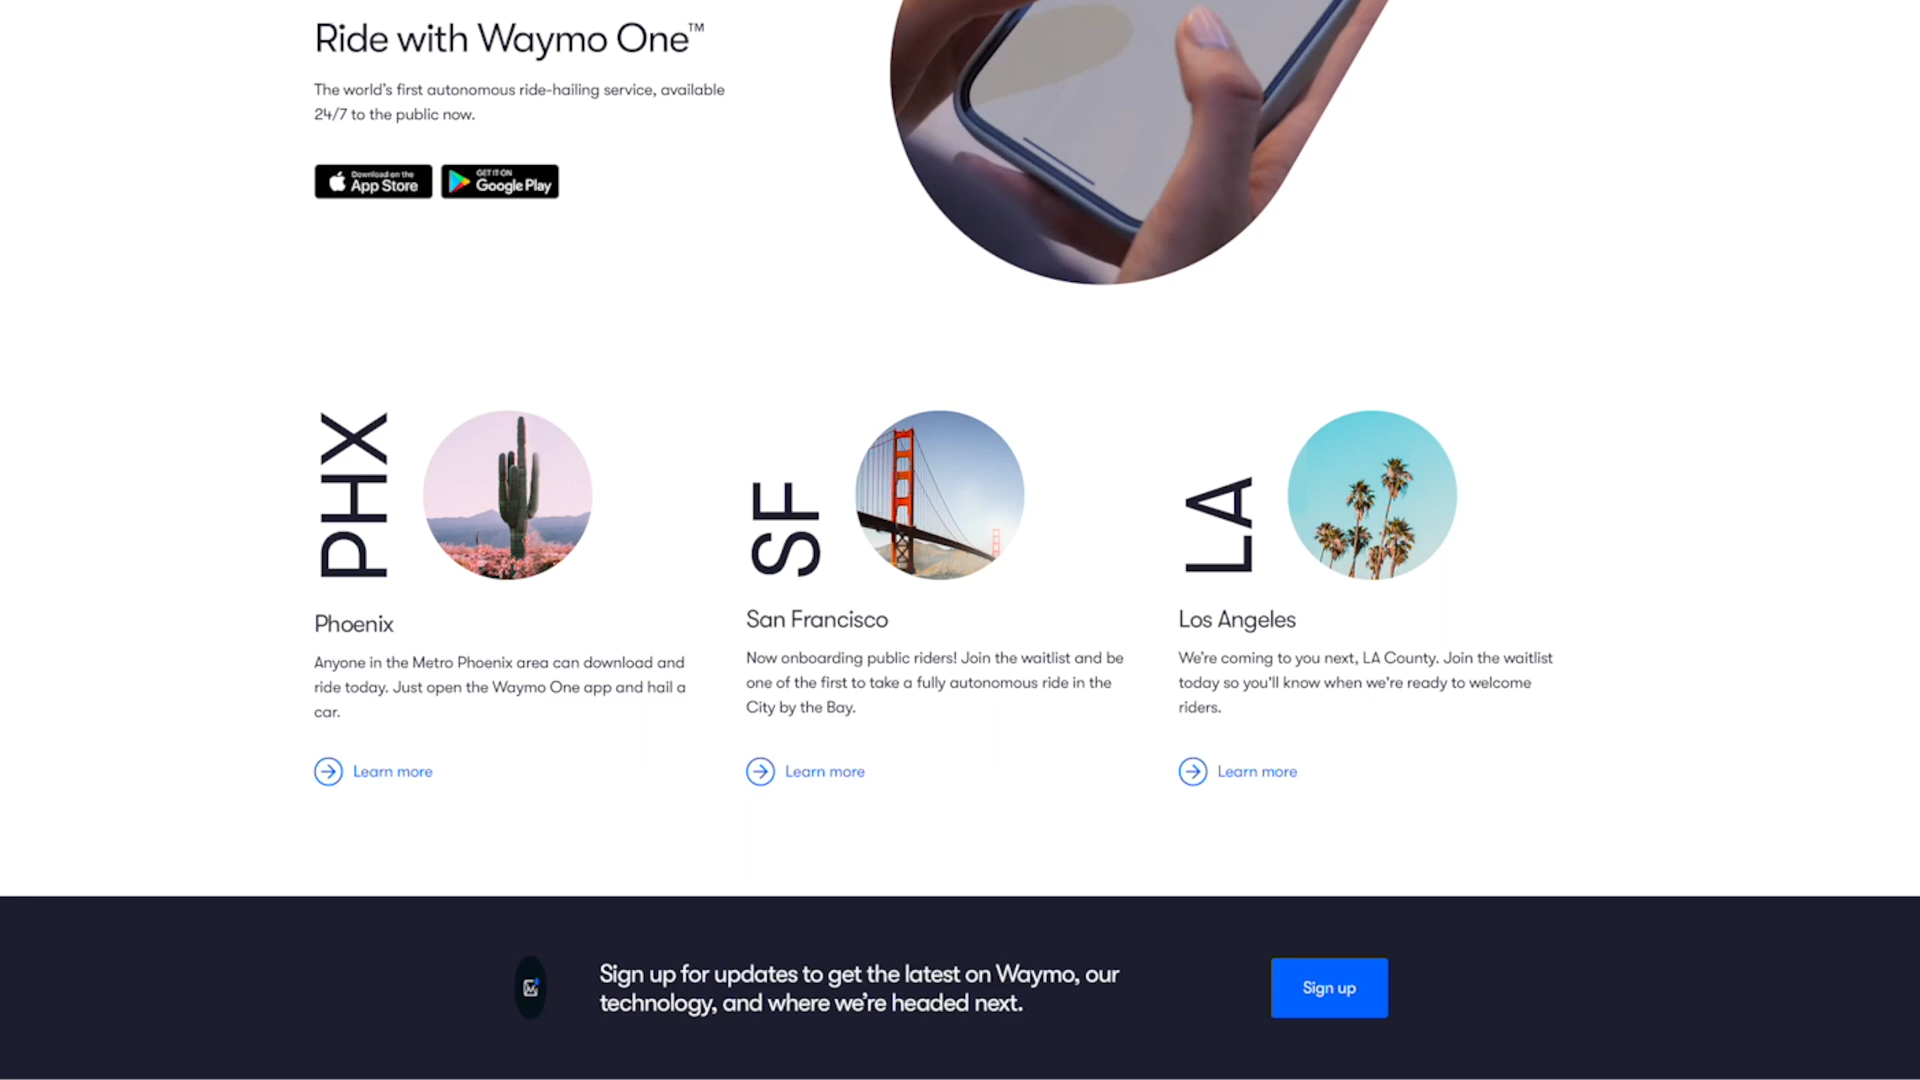 Ride with Waymo One™
The world's first autonomous ride-hailing service, available
24/7 to the public now.
Download on the
App Store
GET IT ON
Google Play
PHX
Phoenix
Anyone in the Metro Phoenix area can download and
ride today. Just open the Waymo One app and hail a
car.
Learn more
SF
San Francisco
Now onboarding public riders! Join the waitlist and be
one of the first to take a fully autonomous ride in the
City by the Bay.
Learn more
LA
Los Angeles
We're coming to you next, LA County. Join the waitlist
today so you'll know when we're ready to welcome
riders.
Learn more
Sign up for updates to get the latest on Waymo, our
technology, and where we're headed next.
Sign up